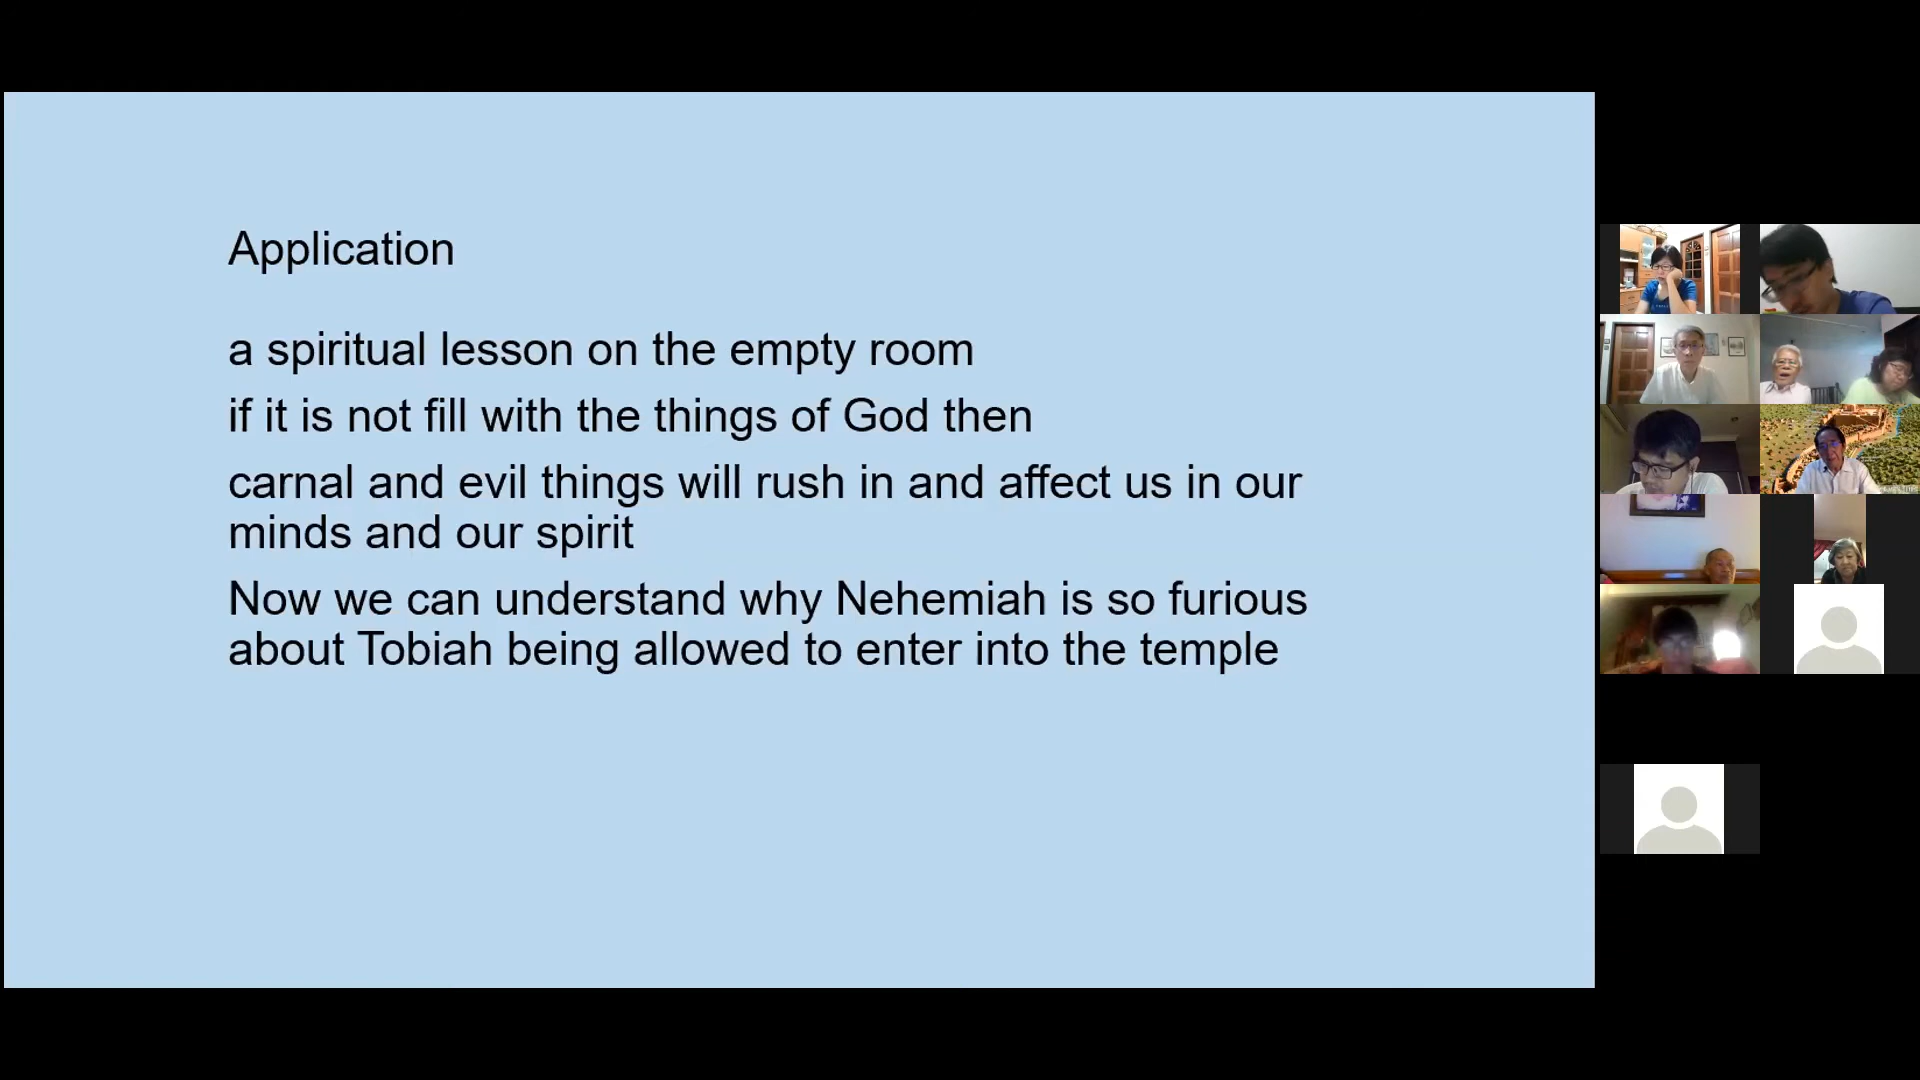 Application
a spiritual lesson on the empty room
if it is not fill with the things of God then
carnal and evil things will rush in and affect us in our
minds and our spirit
Now we can understand why Nehemiah is so furious
about Tobiah being allowed to enter into the temple